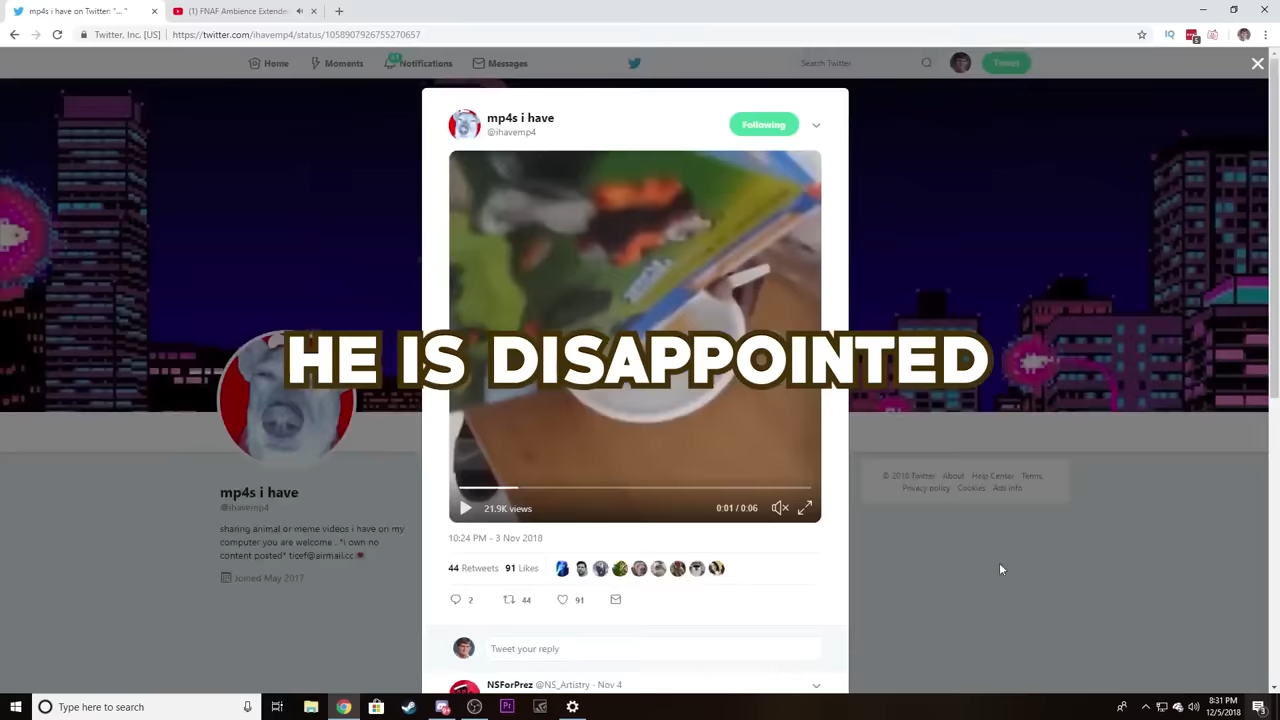 mp4s i have on Twitter: "..."
(1) FNAF Ambience Extende
Twitter, Inc. [US]
https://twitter.com/ihavemp4/status/1058907926755270657
Home
Moments
Notifications
Messages
Search Twitter
Tweet
mp4s i have
@ihavemp4
Following
HE IS DISAPPOINTED
21.9K views
0:01 / 0:06
10:24 PM - 3 Nov 2018
44 Retweets 91 Likes
2
44
91
Tweet your reply
NSForPrez @NS_Artistry · Nov 4
mp4s i have
@ihavemp4
sharing animal or meme videos i have on my
computer you are welcome .. *i own no
content posted* ticef@airmail.cc
Joined May 2017
© 2018 Twitter About Help Center Terms
Privacy policy Cookies Ads info
Type here to search
8:31 PM
12/5/2018